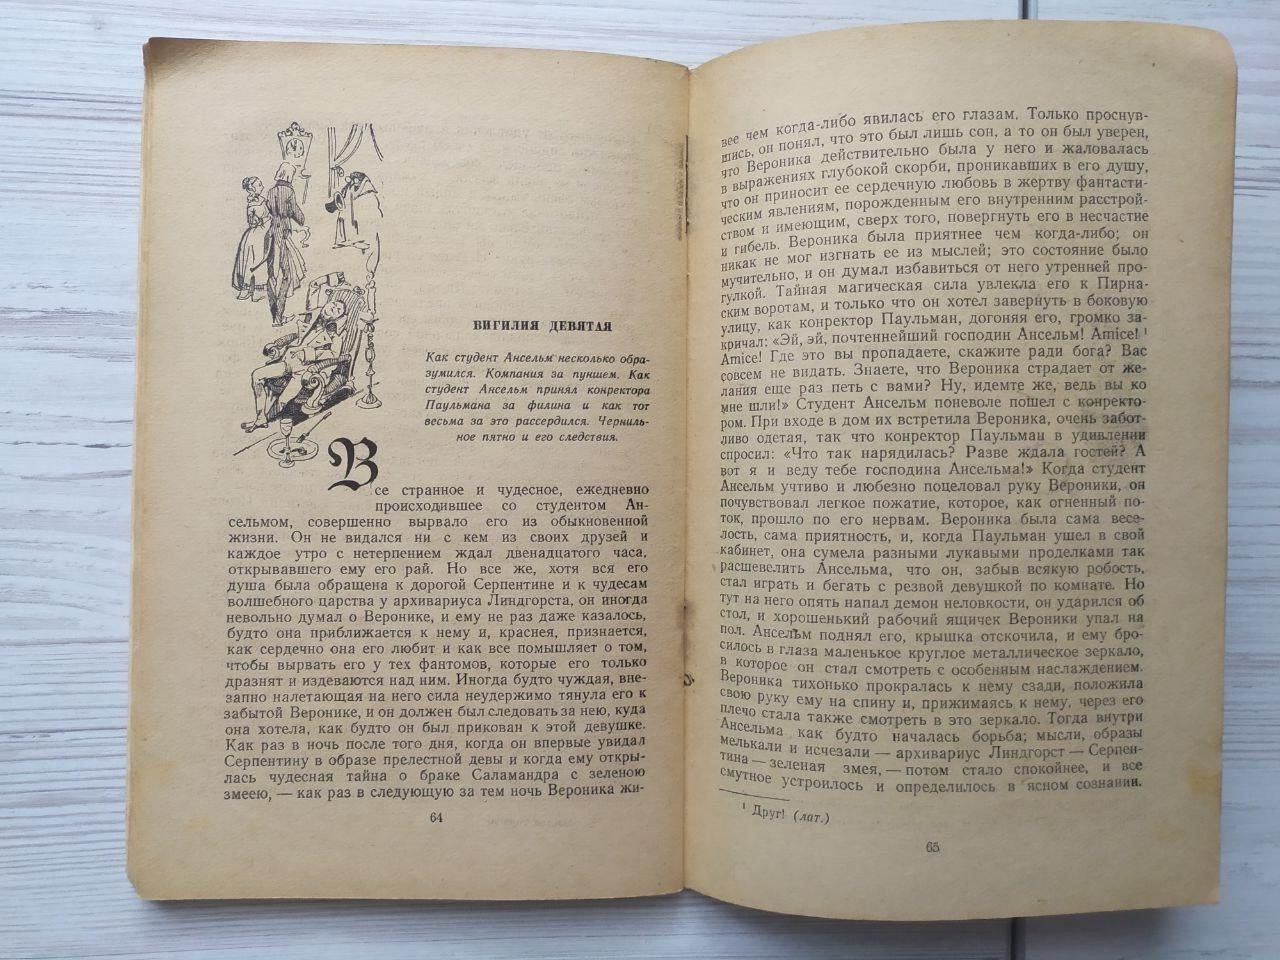 ВИГИЛИЯ ДЕВЯТАЯ
Как студент Ансельм несколько обра-
зумился. Компания за пуншем. Как
студент Ансельм принял конректора
Паульмана за филина и как тот
весьма за это рассердился. Черниль-
ное пятно и его следствия.
Все странное и чудесное, ежедневно
происходившее со студентом Ан-
сельмом, совершенно вырвало его из обыкновенной
жизни. Он не видался ни с кем из своих друзей и
каждое утро с нетерпением ждал двенадцатого часа,
открывавшего ему его рай. Но все же, хотя вся его
душа была обращена к дорогой Серпентине и к чудесам
волшебного царства у архивариуса Линдгорста, он иногда
невольно думал о Веронике, и ему не раз даже казалось,
будто она приближается к нему и, краснея, признается,
как сердечно она его любит и как все помышляет о том,
чтобы вырвать его у тех фантомов, которые его только
дразнят и издеваются над ним. Иногда будто чуждая, вне-
запно налетающая на него сила неудержимо тянула его к
забытой Веронике, и он должен был следовать за нею, куда
она хотела, как будто он был прикован к этой девушке.
Как раз в ночь после того дня, когда он впервые увидал
Серпентину в образе прелестной девы и когда ему откры-
лась чудесная тайна о браке Саламандра с зеленою
змеею, — как раз в следующую за тем ночь Вероника жи-
64
вее чем когда-либо явилась его глазам. Только проснув-
шись, он понял, что это был лишь сон, а то он был уверен,
что Вероника действительно была у него и жаловалась
в выражениях глубокой скорби, проникавших в его душу,
что он приносит ее сердечную любовь в жертву фантасти-
ческим явлениям, порожденным его внутренним расстрой-
ством и имеющим, сверх того, повергнуть его в несчастие
и гибель. Вероника была приятнее чем когда-либо; он
никак не мог изгнать ее из мыслей; это состояние было
мучительно, и он думал избавиться от него утренней про-
гулкой. Тайная магическая сила увлекла его к Пирна-
ским воротам, и только что он хотел завернуть в боковую
улицу, как конректор Паульман, догоняя его, громко за-
кричал: «Эй, эй, почтеннейший господин Ансельм! Amice! ¹
Amice! Где это вы пропадаете, скажите ради бога? Вас
совсем не видать. Знаете, что Вероника страдает от же-
лания еще раз петь с вами? Ну, идемте же, ведь вы ко
мне шли!» Студент Ансельм поневоле пошел с конректо-
ром. При входе в дом их встретила Вероника, очень забот-
ливо одетая, так что конректор Паульман в удивлении
спросил: «Что так нарядилась? Разве ждала гостей? А
вот я и веду тебе господина Ансельма!» Когда студент
Ансельм учтиво и любезно поцеловал руку Вероники, он
почувствовал легкое пожатие, которое, как огненный по-
ток, прошло по его нервам. Вероника была сама весе-
лость, сама приятность, и, когда Паульман ушел в свой
кабинет, она сумела разными лукавыми проделками так
расшевелить Ансельма, что он, забыв всякую робость,
стал играть и бегать с резвой девушкой по комнате. Но
тут на него опять напал демон неловкости, он ударился об
стол, и хорошенький рабочий ящичек Вероники упал на
пол. Ансельм поднял его, крышка отскочила, и ему бро-
силось в глаза маленькое круглое металлическое зеркало,
в которое он стал смотреть с особенным наслаждением.
Вероника тихонько прокралась к нему сзади, положила
свою руку ему на спину и, прижимаясь к нему, через его
плечо стала также смотреть в это зеркало. Тогда внутри
Ансельма как будто началась борьба; мысли, образы
мелькали и исчезали — архивариус Линдгорст — Серпен-
тина — зеленая змея, — потом стало спокойнее, и все
смутное устроилось и определилось в ясном сознании.
¹ Друг! (лат.)
65